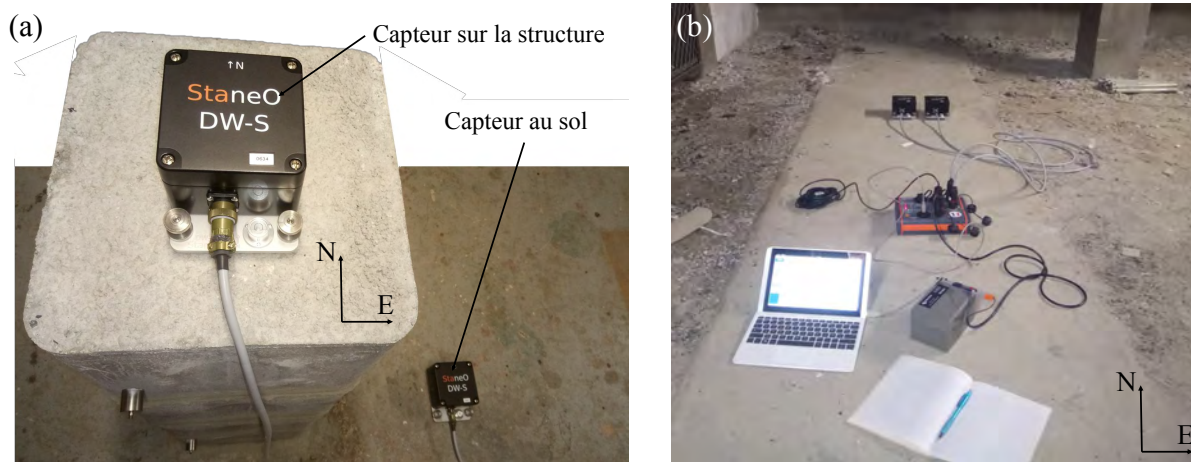 (a)
Capteur sur la structure
↑N
StaneO
DW-S
Capteur au sol
N
E
StaneO
DW-S
(b)
N
E